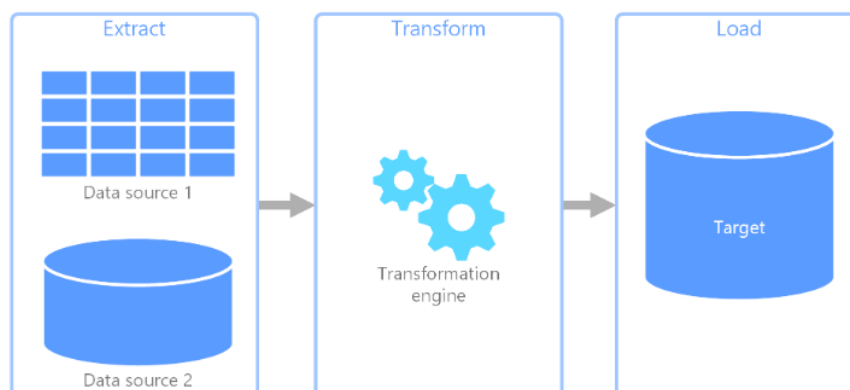 Extract
Data source 1
Data source 2
Transform
Transformation
engine
Load
Target